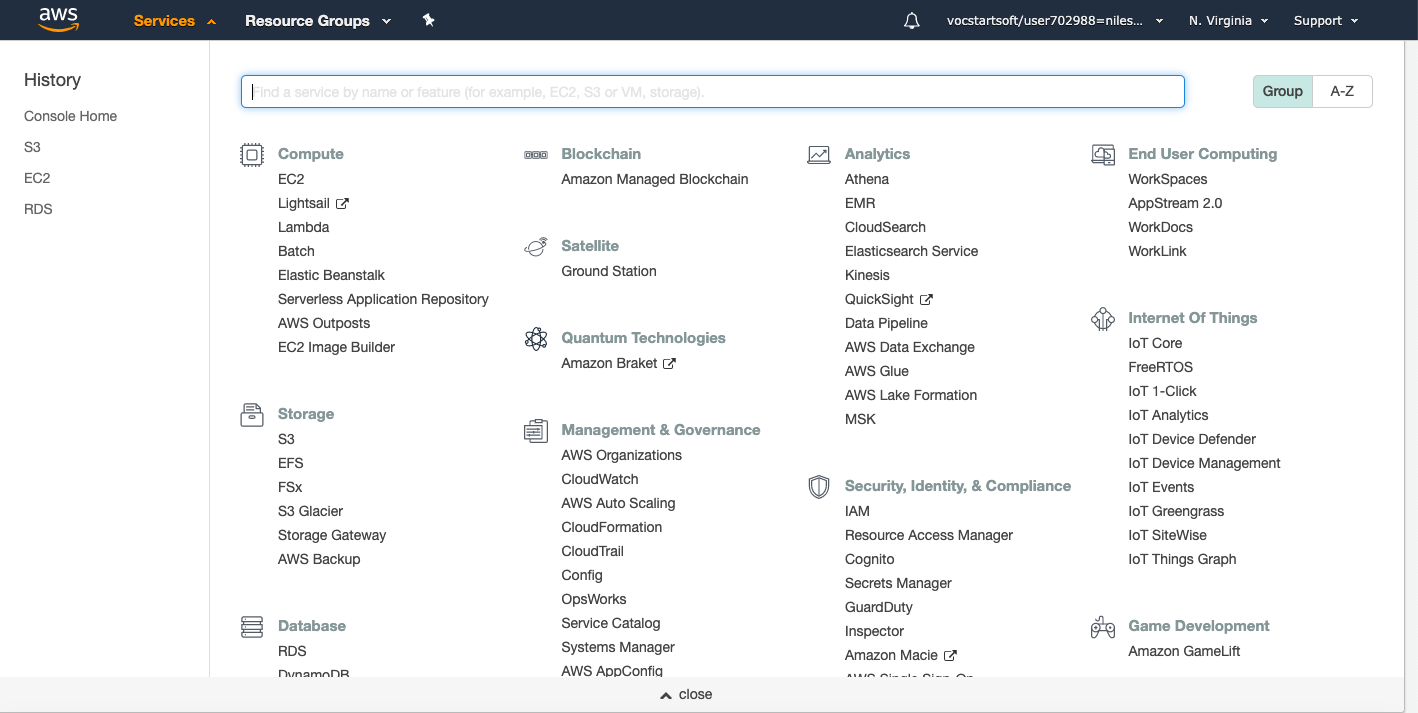 aws
Services
Resource Groups
vocstartsoft/user702988=niles...
N. Virginia
Support
History
Console Home
S3
EC2
RDS
Find a service by name or feature (for example, EC2, S3 or VM, storage).
Group
A-Z
Compute
EC2
Lightsail
Lambda
Batch
Elastic Beanstalk
Serverless Application Repository
AWS Outposts
EC2 Image Builder
Storage
S3
EFS
FSx
S3 Glacier
Storage Gateway
AWS Backup
Database
RDS
DynamoDB
Blockchain
Amazon Managed Blockchain
Satellite
Ground Station
Quantum Technologies
Amazon Braket
Management & Governance
AWS Organizations
CloudWatch
AWS Auto Scaling
CloudFormation
CloudTrail
Config
OpsWorks
Service Catalog
Systems Manager
AWS AppConfig
Analytics
Athena
EMR
CloudSearch
Elasticsearch Service
Kinesis
QuickSight
Data Pipeline
AWS Data Exchange
AWS Glue
AWS Lake Formation
MSK
Security, Identity, & Compliance
IAM
Resource Access Manager
Cognito
Secrets Manager
GuardDuty
Inspector
Amazon Macie
AWS Single Sign-On
End User Computing
WorkSpaces
AppStream 2.0
WorkDocs
WorkLink
Internet Of Things
IoT Core
FreeRTOS
IoT 1-Click
IoT Analytics
IoT Device Defender
IoT Device Management
IoT Events
IoT Greengrass
IoT SiteWise
IoT Things Graph
Game Development
Amazon GameLift
close